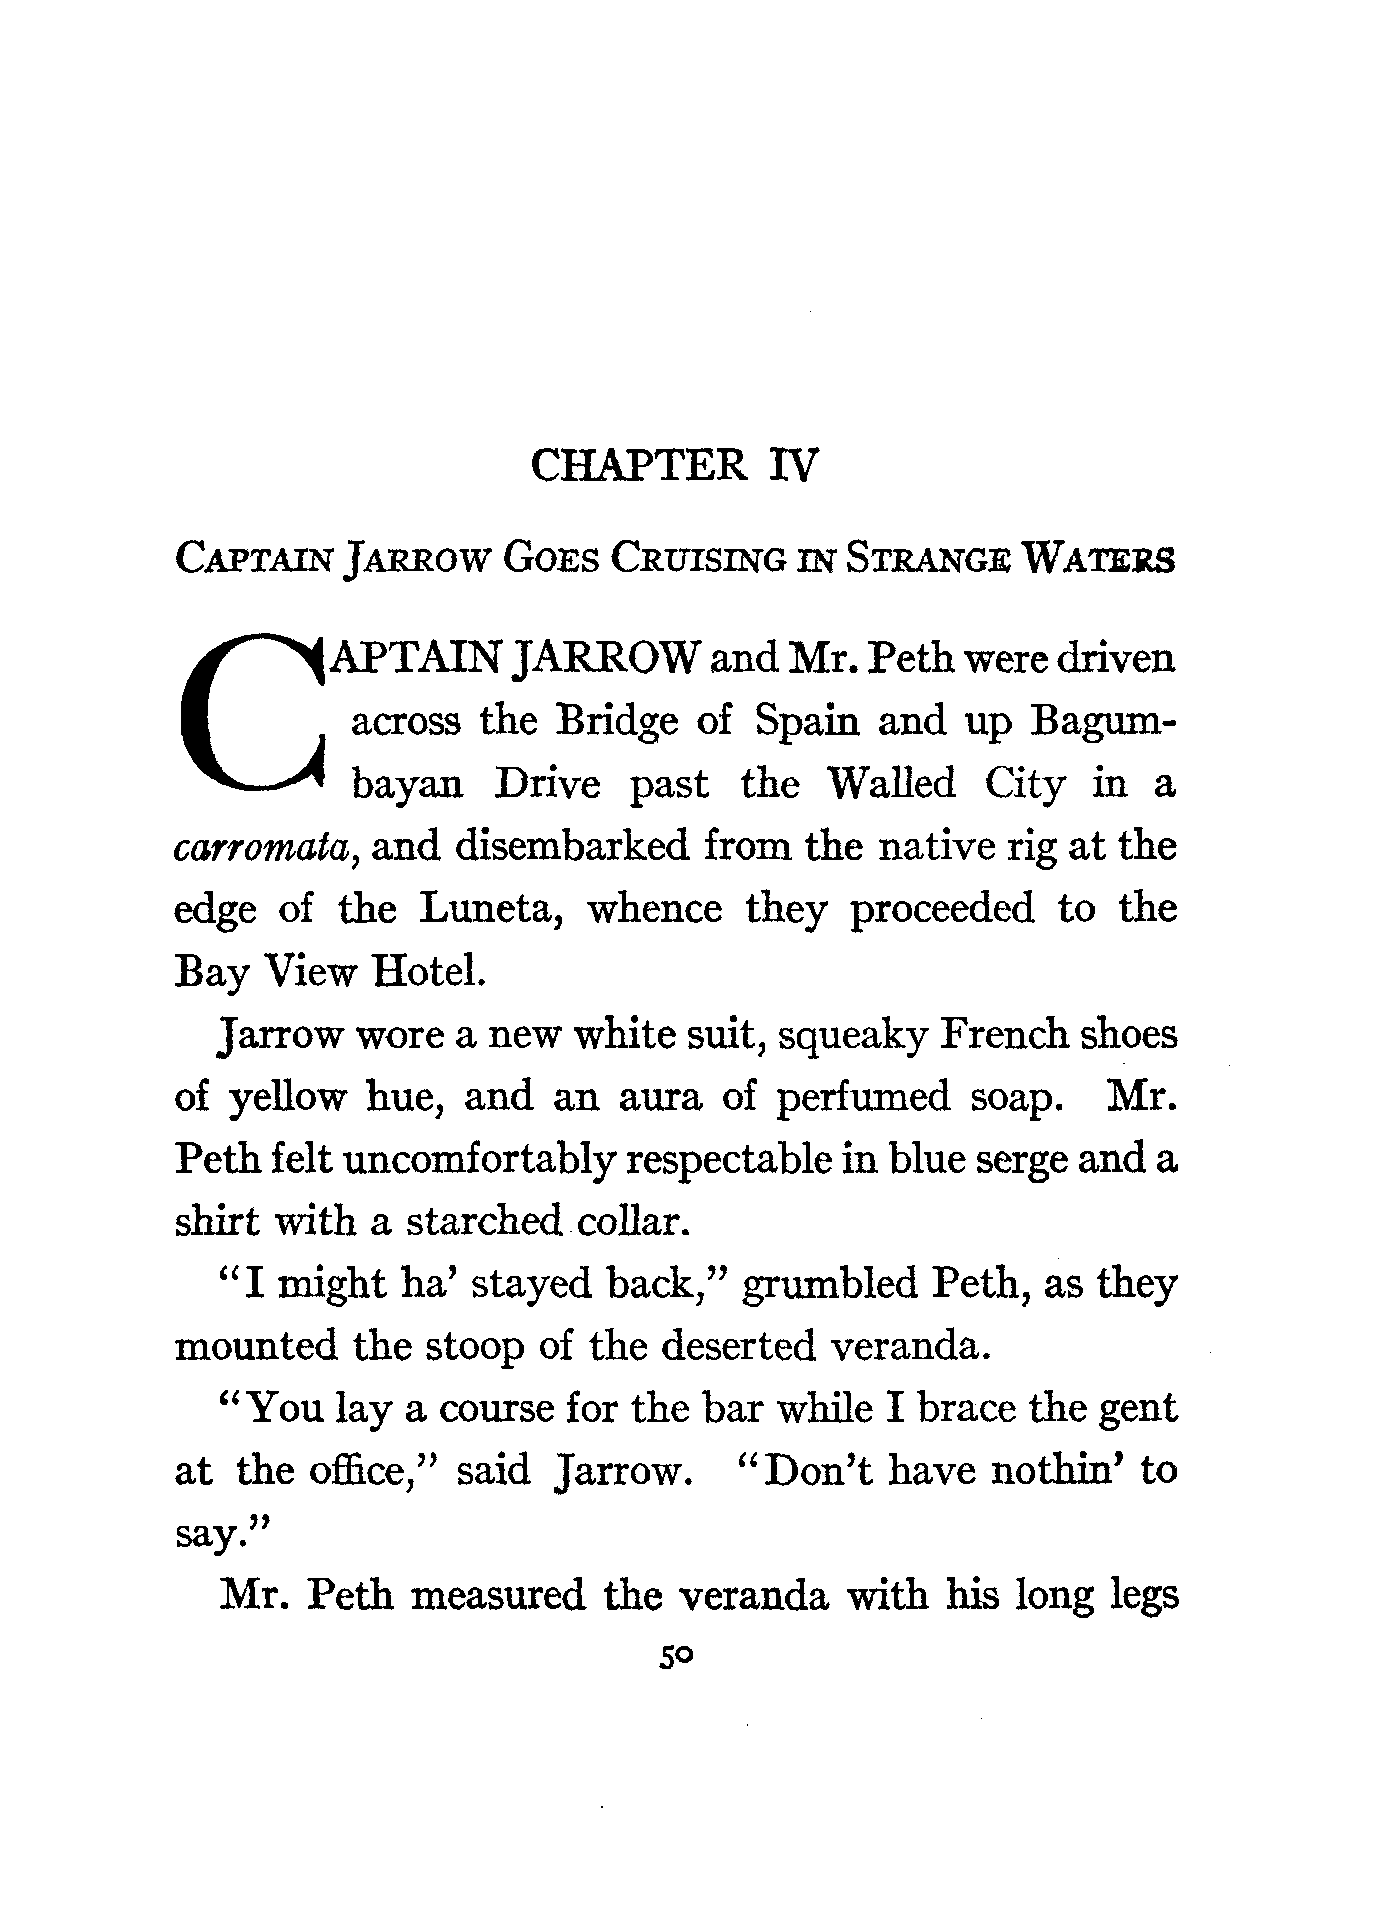 CHAPTER IV
Captain Jarrow Goes Cruising in Strange Waters
CAPTAIN JARROW and Mr. Peth were driven
across the Bridge of Spain and up Bagum-
bayan Drive past the Walled City in a
carromata, and disembarked from the native rig at the
edge of the Luneta, whence they proceeded to the
Bay View Hotel.
Jarrow wore a new white suit, squeaky French shoes
of yellow hue, and an aura of perfumed soap. Mr.
Peth felt uncomfortably respectable in blue serge and a
shirt with a starched collar.
"I might ha' stayed back," grumbled Peth, as they
mounted the stoop of the deserted veranda.
"You lay a course for the bar while I brace the gent
at the office," said Jarrow. "Don't have nothin' to
say."
Mr. Peth measured the veranda with his long legs
50